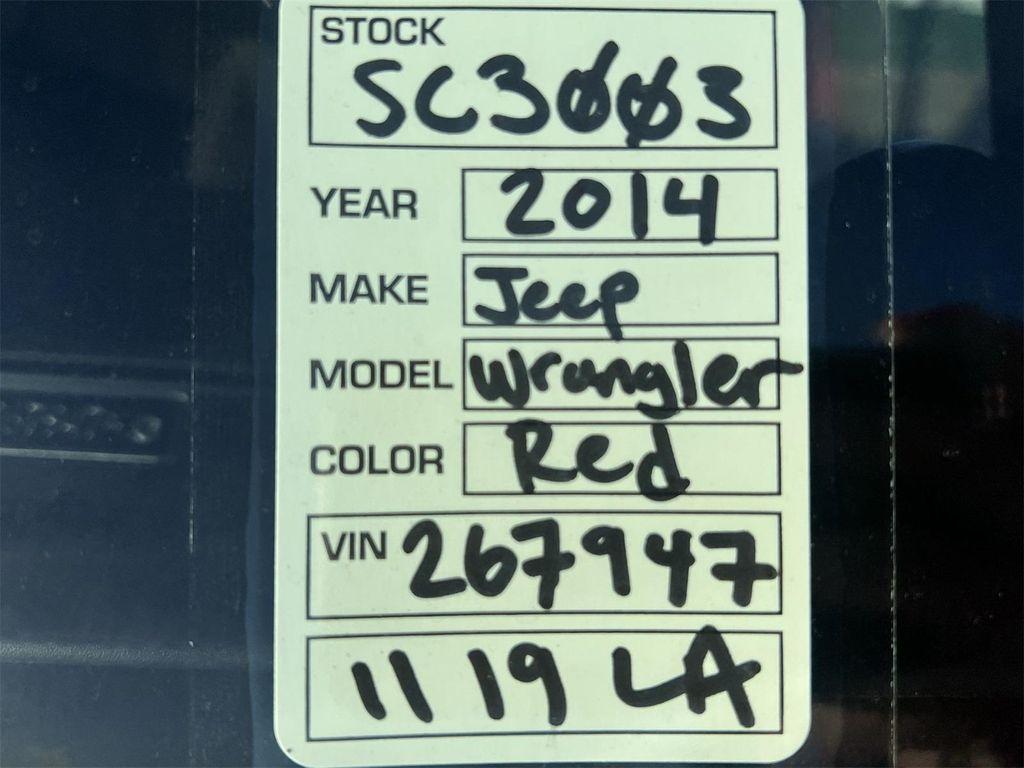 STOCK
SC3003
YEAR 2014
MAKE Jeep
MODEL Wrangler
COLOR Red
VIN 267947
11 19 LA